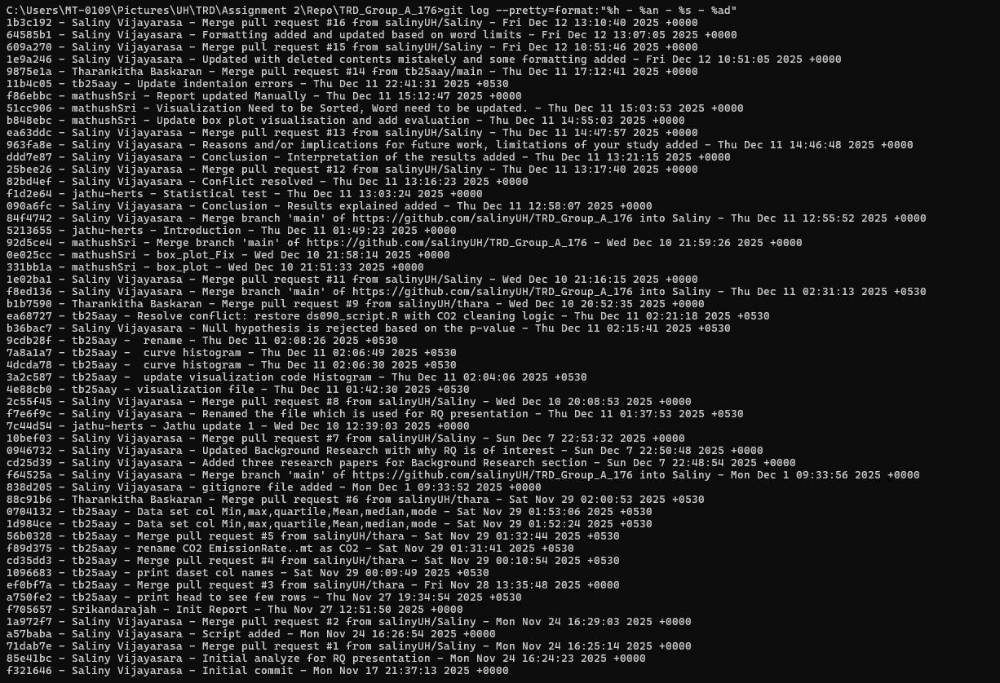 C:\Users\MT-0109\Pictures\UH\TRD\Assignment 2\Repo\TRD_Group_A_176>git log --pretty=format:"%h - %an - %s - %ad"
1b3c192 - Saliny Vijayarasa - Merge pull request #16 from salinyUH/Saliny - Fri Dec 12 13:10:40 2025 +0000
64585b1 - Saliny Vijayasara - Formatting added and updated based on word limits - Fri Dec 12 13:07:05 2025 +0000
609a270 - Saliny Vijayarasa - Merge pull request #15 from salinyUH/Saliny - Fri Dec 12 10:51:46 2025 +0000
1e9a246 - Saliny Vijayasara - Updated with deleted contents mistakely and some formatting added - Fri Dec 12 10:51:05 2025 +0000
9875e1a - Tharankitha Baskaran - Merge pull request #14 from tb25aay/main - Thu Dec 11 17:12:41 2025 +0000
11b4c05 - tb25aay - Update indentaion errors - Thu Dec 11 22:41:31 2025 +0530
f86ebbc - mathushSri - Report updated Manually - Thu Dec 11 15:12:47 2025 +0000
51cc906 - mathushSri - Visualization Need to be Sorted, Word need to be updated. - Thu Dec 11 15:03:53 2025 +0000
b848ebc - mathushSri - Update box plot visualisation and add evaluation - Thu Dec 11 14:55:03 2025 +0000
ea63ddc - Saliny Vijayarasa - Merge pull request #13 from salinyUH/Saliny - Thu Dec 11 14:47:57 2025 +0000
963fa8e - Saliny Vijayasara - Reasons and/or implications for future work, limitations of your study added - Thu Dec 11 14:46:48 2025 +0000
ddd7e87 - Saliny Vijayasara - Conclusion - Interpretation of the results added - Thu Dec 11 13:21:15 2025 +0000
25bee26 - Saliny Vijayarasa - Merge pull request #12 from salinyUH/Saliny - Thu Dec 11 13:17:40 2025 +0000
82bd4ef - Saliny Vijayasara - Conflict resolved - Thu Dec 11 13:16:23 2025 +0000
f1d2e64 - jathu-herts - Statistical test - Thu Dec 11 13:03:24 2025 +0000
090a6fc - Saliny Vijayasara - Conclusion - Results explained added - Thu Dec 11 12:58:07 2025 +0000
84f4742 - Saliny Vijayasara - Merge branch 'main' of https://github.com/salinyUH/TRD_Group_A_176 into Saliny - Thu Dec 11 12:55:52 2025 +0000
5213655 - jathu-herts - Introduction - Thu Dec 11 01:49:23 2025 +0000
92d5ce4 - mathushSri - Merge branch 'main' of https://github.com/salinyUH/TRD_Group_A_176 - Wed Dec 10 21:59:26 2025 +0000
0e025cc - mathushSri - box_plot_Fix - Wed Dec 10 21:58:14 2025 +0000
331bb1a - mathushSri - box_plot - Wed Dec 10 21:51:33 2025 +0000
1e02ba1 - Saliny Vijayarasa - Merge pull request #11 from salinyUH/Saliny - Wed Dec 10 21:16:15 2025 +0000
f8ed136 - Saliny Vijayasara - Merge branch 'main' of https://github.com/salinyUH/TRD_Group_A_176 into Saliny - Thu Dec 11 02:31:13 2025 +0530
b1b7590 - Tharankitha Baskaran - Merge pull request #9 from salinyUH/thara - Wed Dec 10 20:52:35 2025 +0000
ea68727 - tb25aay - Resolve conflict: restore ds090_script.R with CO2 cleaning logic - Thu Dec 11 02:21:18 2025 +0530
b36bac7 - Saliny Vijayasara - Null hypothesis is rejected based on the p-value - Thu Dec 11 02:15:41 2025 +0530
9cdb28f - tb25aay -  rename - Thu Dec 11 02:08:26 2025 +0530
7a8a1a7 - tb25aay -  curve histogram - Thu Dec 11 02:06:49 2025 +0530
4dcda78 - tb25aay -  curve histogram - Thu Dec 11 02:06:30 2025 +0530
3a2c587 - tb25aay -  update visualization code Histogram - Thu Dec 11 02:04:06 2025 +0530
4e88cb0 - tb25aay - visualization file - Thu Dec 11 01:42:30 2025 +0530
2c55f45 - Saliny Vijayarasa - Merge pull request #8 from salinyUH/Saliny - Wed Dec 10 20:08:53 2025 +0000
f7e6f9c - Saliny Vijayasara - Renamed the file which is used for RQ presentation - Thu Dec 11 01:37:53 2025 +0530
7c44d54 - jathu-herts - Jathu update 1 - Wed Dec 10 12:39:03 2025 +0000
10bef03 - Saliny Vijayarasa - Merge pull request #7 from salinyUH/Saliny - Sun Dec 7 22:53:32 2025 +0000
0946732 - Saliny Vijayasara - Updated Background Research with why RQ is of interest - Sun Dec 7 22:50:48 2025 +0000
cd25d39 - Saliny Vijayasara - Added three research papers for Background Research section - Sun Dec 7 22:48:54 2025 +0000
f64525a - Saliny Vijayasara - Merge branch 'main' of https://github.com/salinyUH/TRD_Group_A_176 into Saliny - Mon Dec 1 09:33:56 2025 +0000
838d205 - Saliny Vijayasara - gitignore file added - Mon Dec 1 09:33:52 2025 +0000
88c91b6 - Tharankitha Baskaran - Merge pull request #6 from salinyUH/thara - Sat Nov 29 02:00:53 2025 +0530
0704132 - tb25aay - Data set col Min,max,quartile,Mean,median,mode - Sat Nov 29 01:53:06 2025 +0530
1d984ce - tb25aay - Data set col Min,max,quartile,Mean,median,mode - Sat Nov 29 01:52:24 2025 +0530
56b0328 - tb25aay - Merge pull request #5 from salinyUH/thara - Sat Nov 29 01:32:44 2025 +0530
f89d375 - tb25aay - rename CO2 EmissionRate..mt as CO2 - Sat Nov 29 01:31:41 2025 +0530
cd35dd3 - tb25aay - Merge pull request #4 from salinyUH/thara - Sat Nov 29 00:10:54 2025 +0530
1096683 - tb25aay - print daset col names - Sat Nov 29 00:09:49 2025 +0530
ef0bf7a - tb25aay - Merge pull request #3 from salinyUH/thara - Fri Nov 28 13:35:48 2025 +0000
a750fe2 - tb25aay - print head to see few rows - Thu Nov 27 19:34:54 2025 +0530
f705657 - Srikandarajah - Init Report - Thu Nov 27 12:51:50 2025 +0000
1a972f7 - Saliny Vijayarasa - Merge pull request #2 from salinyUH/Saliny - Mon Nov 24 16:29:03 2025 +0000
a57baba - Saliny Vijayasara - Script added - Mon Nov 24 16:26:54 2025 +0000
71dab7e - Saliny Vijayarasa - Merge pull request #1 from salinyUH/Saliny - Mon Nov 24 16:25:14 2025 +0000
85e41bc - Saliny Vijayasara - Initial analyze for RQ presentation - Mon Nov 24 16:24:23 2025 +0000
f321646 - Saliny Vijayarasa - Initial commit - Mon Nov 17 21:37:13 2025 +0000